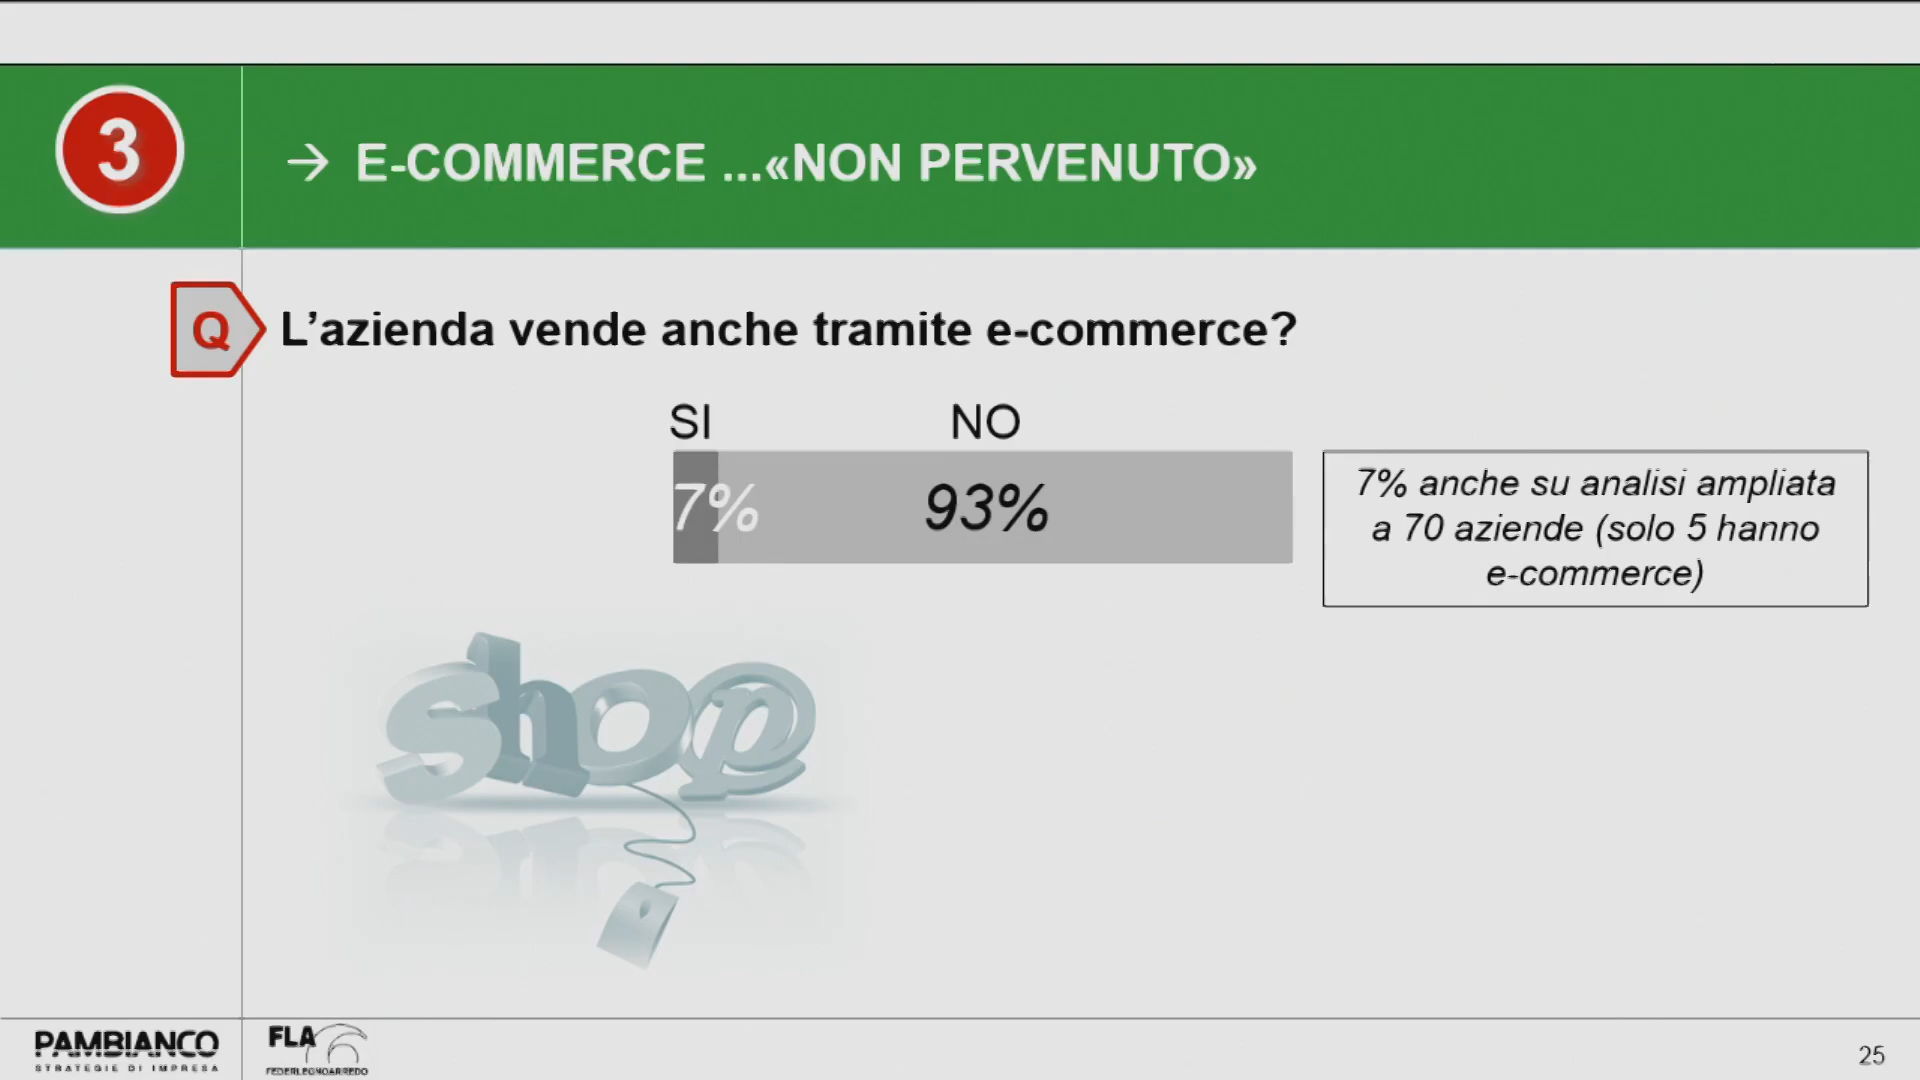 3
→ E-COMMERCE ...«NON PERVENUTO»
Q
L’azienda vende anche tramite e-commerce?
SI NO
7% 93%
7% anche su analisi ampliata
a 70 aziende (solo 5 hanno
e-commerce)
shop
PAMBIANCO
STRATEGIE DI IMPRESA
FLA
FEDERLEGNOARREDO
25